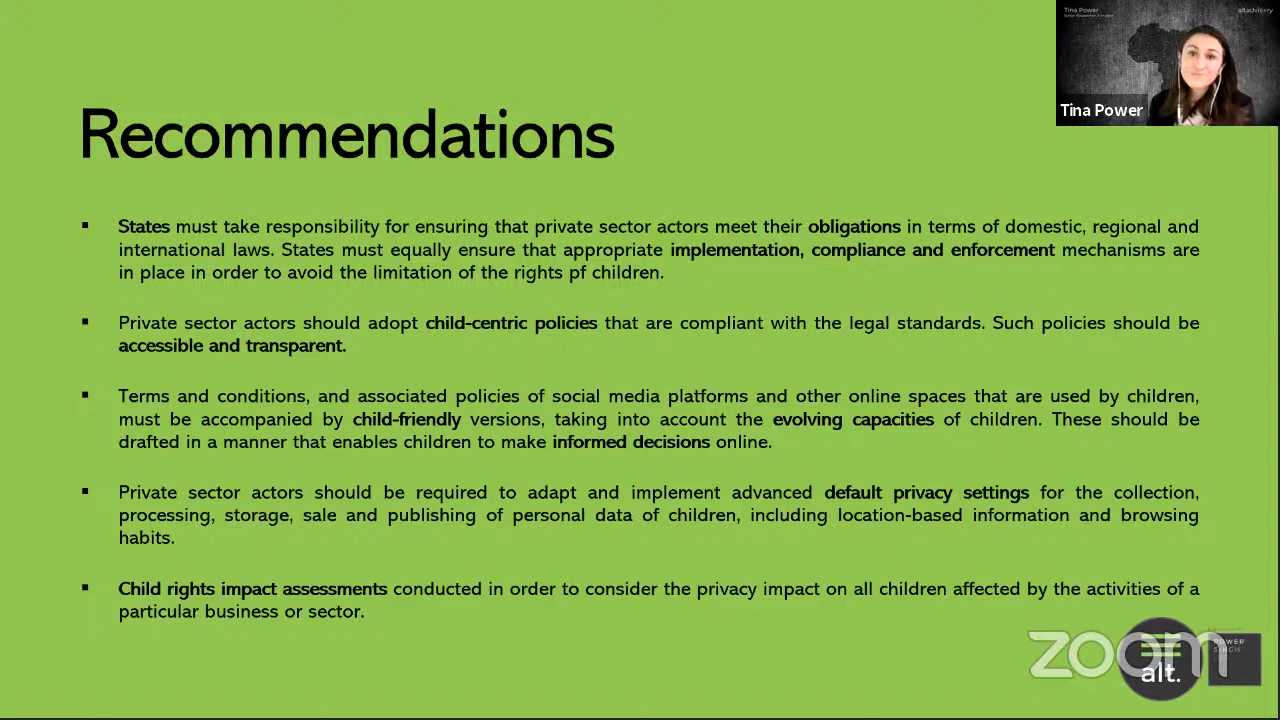 Tina Power
altadvisory
Tina Power
Recommendations
▪ States must take responsibility for ensuring that private sector actors meet their obligations in terms of domestic, regional and
international laws. States must equally ensure that appropriate implementation, compliance and enforcement mechanisms are
in place in order to avoid the limitation of the rights pf children.
▪ Private sector actors should adopt child-centric policies that are compliant with the legal standards. Such policies should be
accessible and transparent.
▪ Terms and conditions, and associated policies of social media platforms and other online spaces that are used by children,
must be accompanied by child-friendly versions, taking into account the evolving capacities of children. These should be
drafted in a manner that enables children to make informed decisions online.
▪ Private sector actors should be required to adapt and implement advanced default privacy settings for the collection,
processing, storage, sale and publishing of personal data of children, including location-based information and browsing
habits.
▪ Child rights impact assessments conducted in order to consider the privacy impact on all children affected by the activities of a
particular business or sector.
zoom
alt.
POWER
SINGH